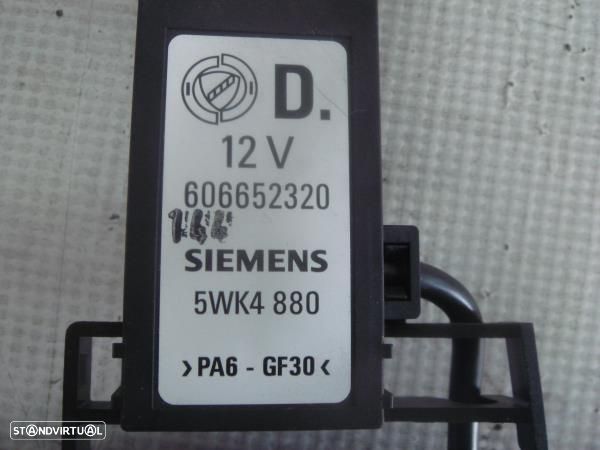 D.
12 V
606652320
SIEMENS
5WK4 880
>PA6 - GF30<
STANDVIRTUAL